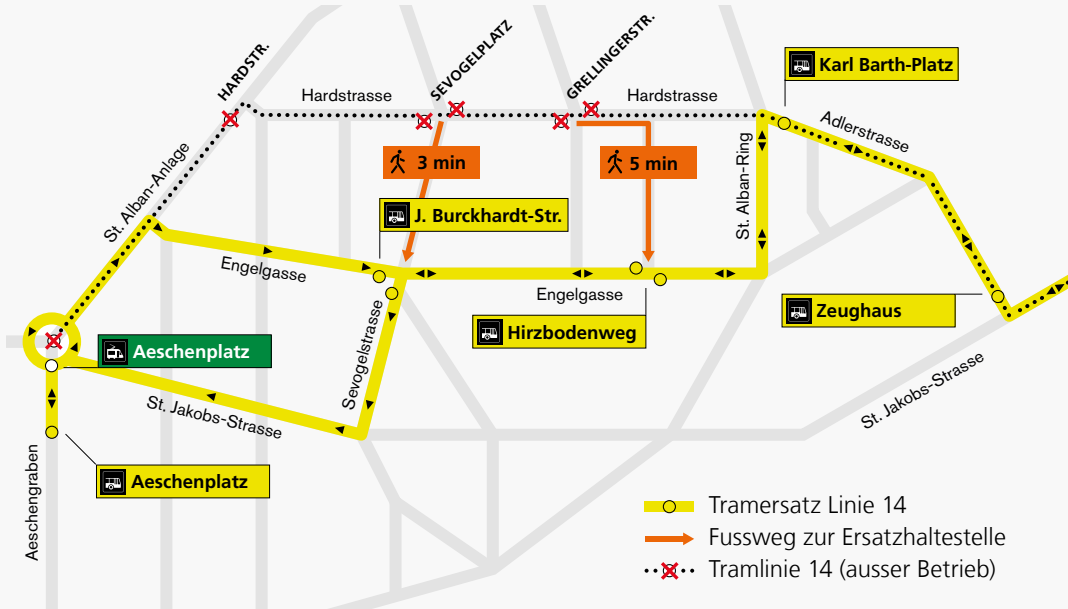 HARDSTR.
SEVOGELPLATZ
GRELLINGERSTR.
Karl Barth-Platz
Hardstrasse
Hardstrasse
Adlerstrasse
3 min
5 min
St. Alban-Anlage
St. Alban-Ring
J. Burckhardt-Str.
Engelgasse
Engelgasse
Hirzbodenweg
Zeughaus
Aeschenplatz
Sevogelstrasse
St. Jakobs-Strasse
St. Jakobs-Strasse
Aeschenplatz
Aeschengraben
Tramersatz Linie 14
Fussweg zur Ersatzhaltestelle
Tramlinie 14 (ausser Betrieb)